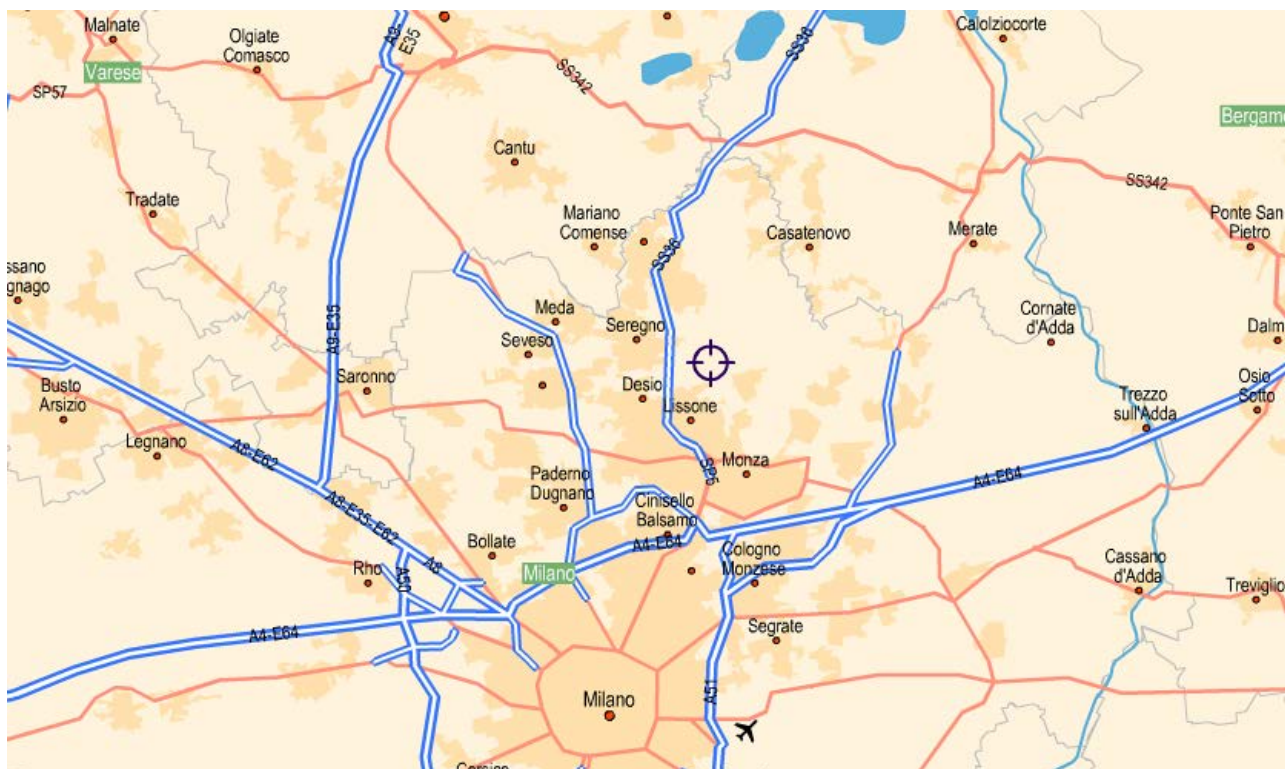 Malnate
Olgiate
Comasco
A9-
E35
SS36
Calolziocorte
Varese
SP57
SS342
Bergamo
Cantu
SS342
Tradate
Mariano
Comense
Casatenovo
Merate
Ponte San
Pietro
SS36
ssano
gnago
A9-E35
Meda
Seregno
Cornate
d'Adda
Dalm
Seveso
Busto
Arsizio
Saronno
Desio
Lissone
Trezzo
sull'Adda
Osio
Sotto
Legnano
A8-E62
Paderno
Dugnano
SP5
Monza
A4-E64
A8-E35-E62
Cinisello
Balsamo
Bollate
A4-E64
Cologno
Monzese
Rho
A50
A8
Milano
Cassano
d'Adda
Treviglio
A4-E64
Segrate
A51
Milano